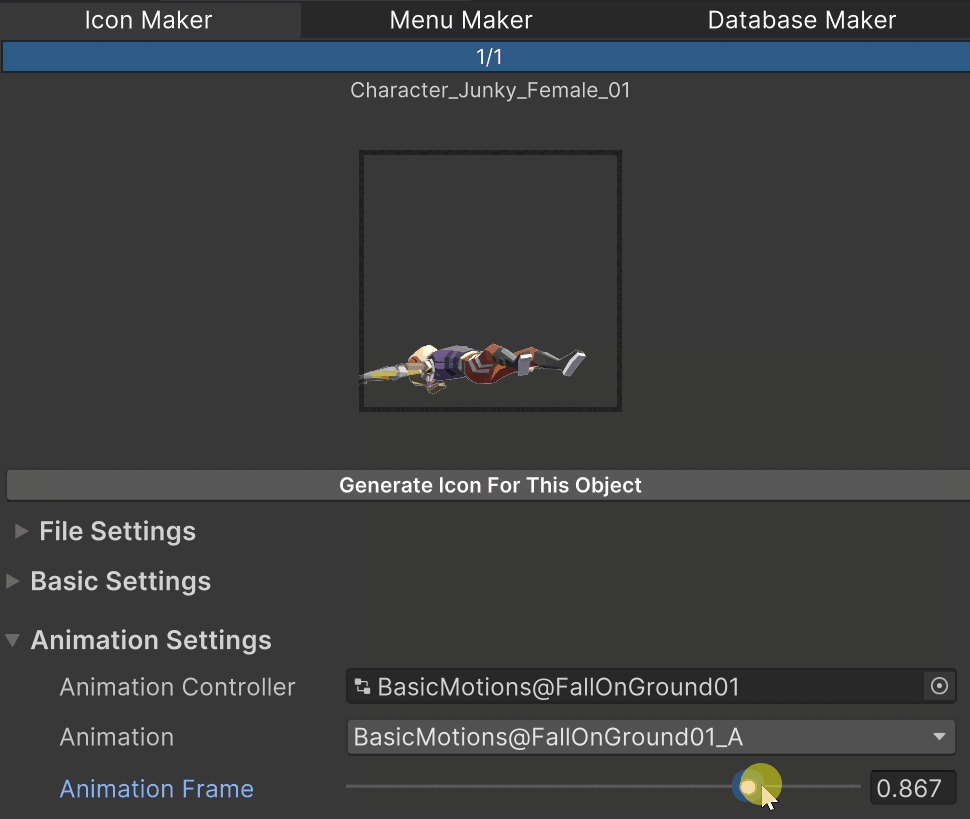 Icon Maker Menu Maker Database Maker
1/1
Character_Junky_Female_01
Generate Icon For This Object
File Settings
Basic Settings
Animation Settings
Animation Controller BasicMotions@FallOnGround01
Animation BasicMotions@FallOnGround01_A
Animation Frame 0.867